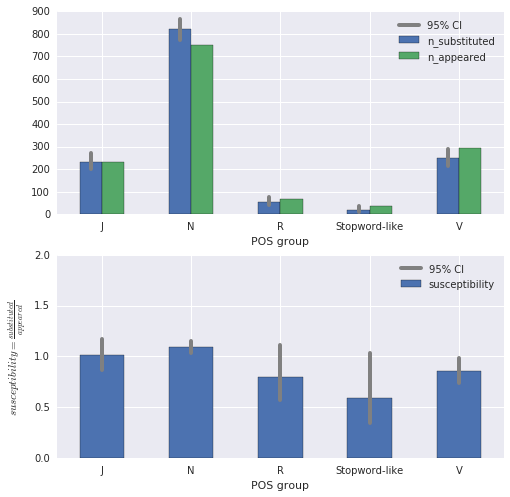 900
800
700
600
500
400
300
200
100
0
95% CI
n_substituted
n_appeared
J N R Stopword-like V
POS group
susceptibility = substituted/appeared
2.0
1.5
1.0
0.5
0.0
95% CI
susceptibility
J N R Stopword-like V
POS group